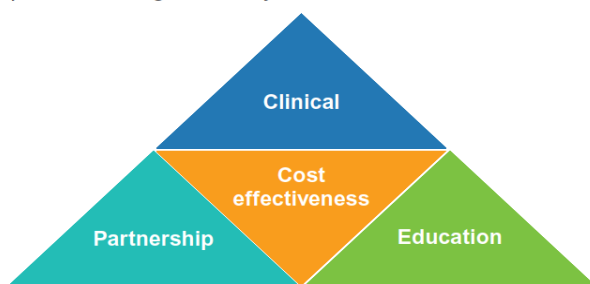 Clinical
Cost
effectiveness
Partnership
Education